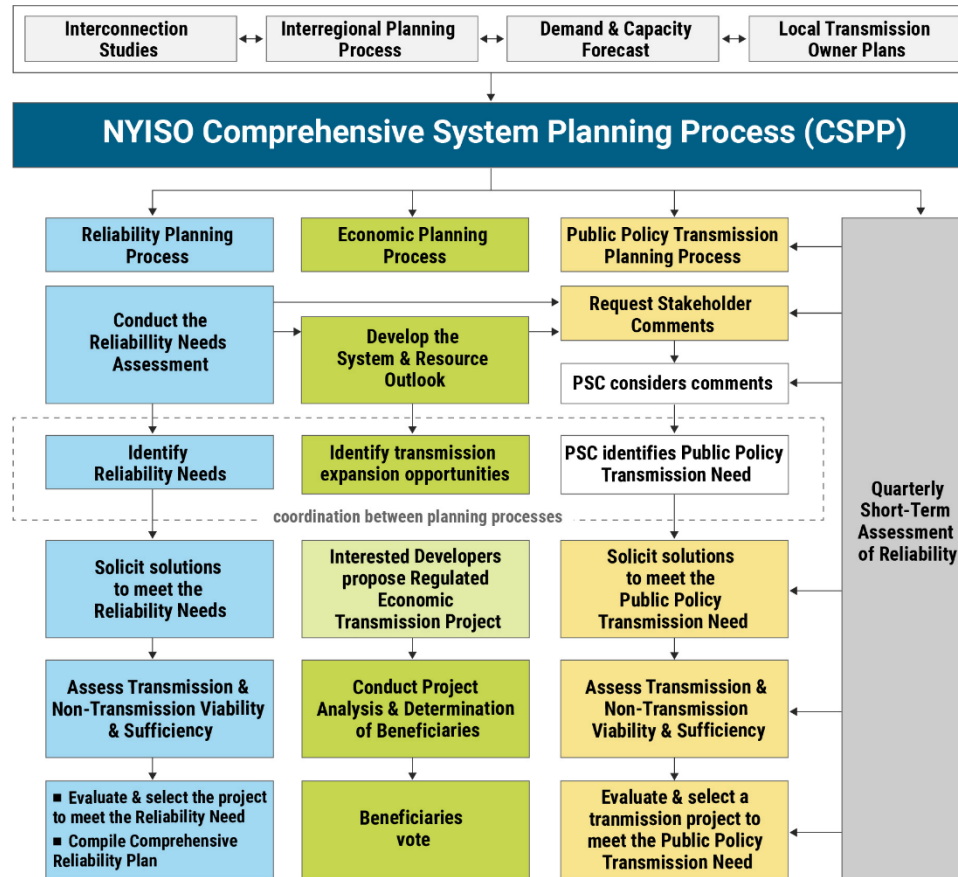 Interconnection
Studies
Interregional Planning
Process
Demand & Capacity
Forecast
Local Transmission
Owner Plans
NYISO Comprehensive System Planning Process (CSPP)
Reliability Planning
Process
Economic Planning
Process
Public Policy Transmission
Planning Process
Conduct the
Reliabillity Needs
Assessment
Develop the
System & Resource
Outlook
Request Stakeholder
Comments
PSC considers comments
Identify
Reliability Needs
Identify transmission
expansion opportunities
PSC identifies Public Policy
Transmission Need
coordination between planning processes
Quarterly
Short-Term
Assessment
of Reliability
Solicit solutions
to meet the
Reliability Needs
Interested Developers
propose Regulated
Economic
Transmission Project
Solicit solutions
to meet the
Public Policy
Transmission Need
Assess Transmission &
Non-Transmission Viability
& Sufficiency
Conduct Project
Analysis & Determination
of Beneficiaries
Assess Transmission &
Non-Transmission
Viability & Sufficiency
■ Evaluate & select the project
to meet the Reliability Need
■ Compile Comprehensive
Reliability Plan
Beneficiaries
vote
Evaluate & select a
tranmission project to
meet the Public Policy
Transmission Need